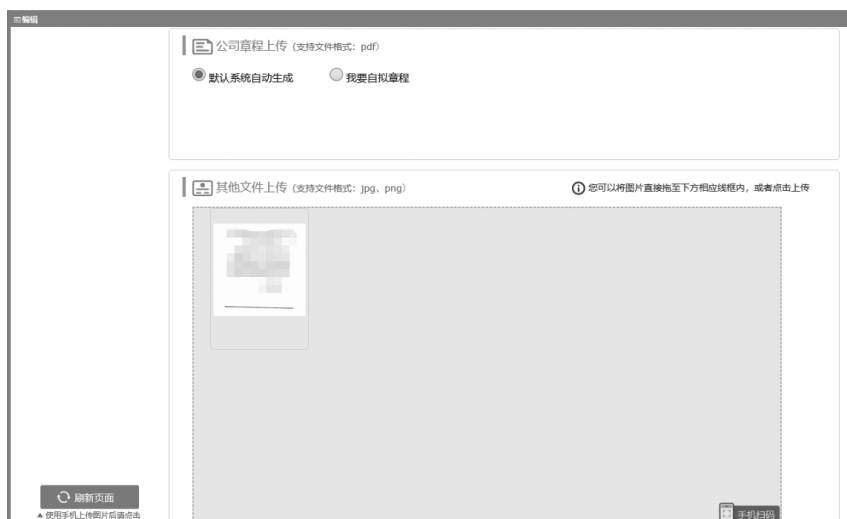 编辑
公司章程上传 (支持文件格式: pdf)
默认系统自动生成 我要自拟章程
其他文件上传 (支持文件格式: jpg、png)
您可以将图片直接拖至下方相应线框内，或者点击上传
刷新页面
▲ 使用手机上传图片后请点击
手机扫码